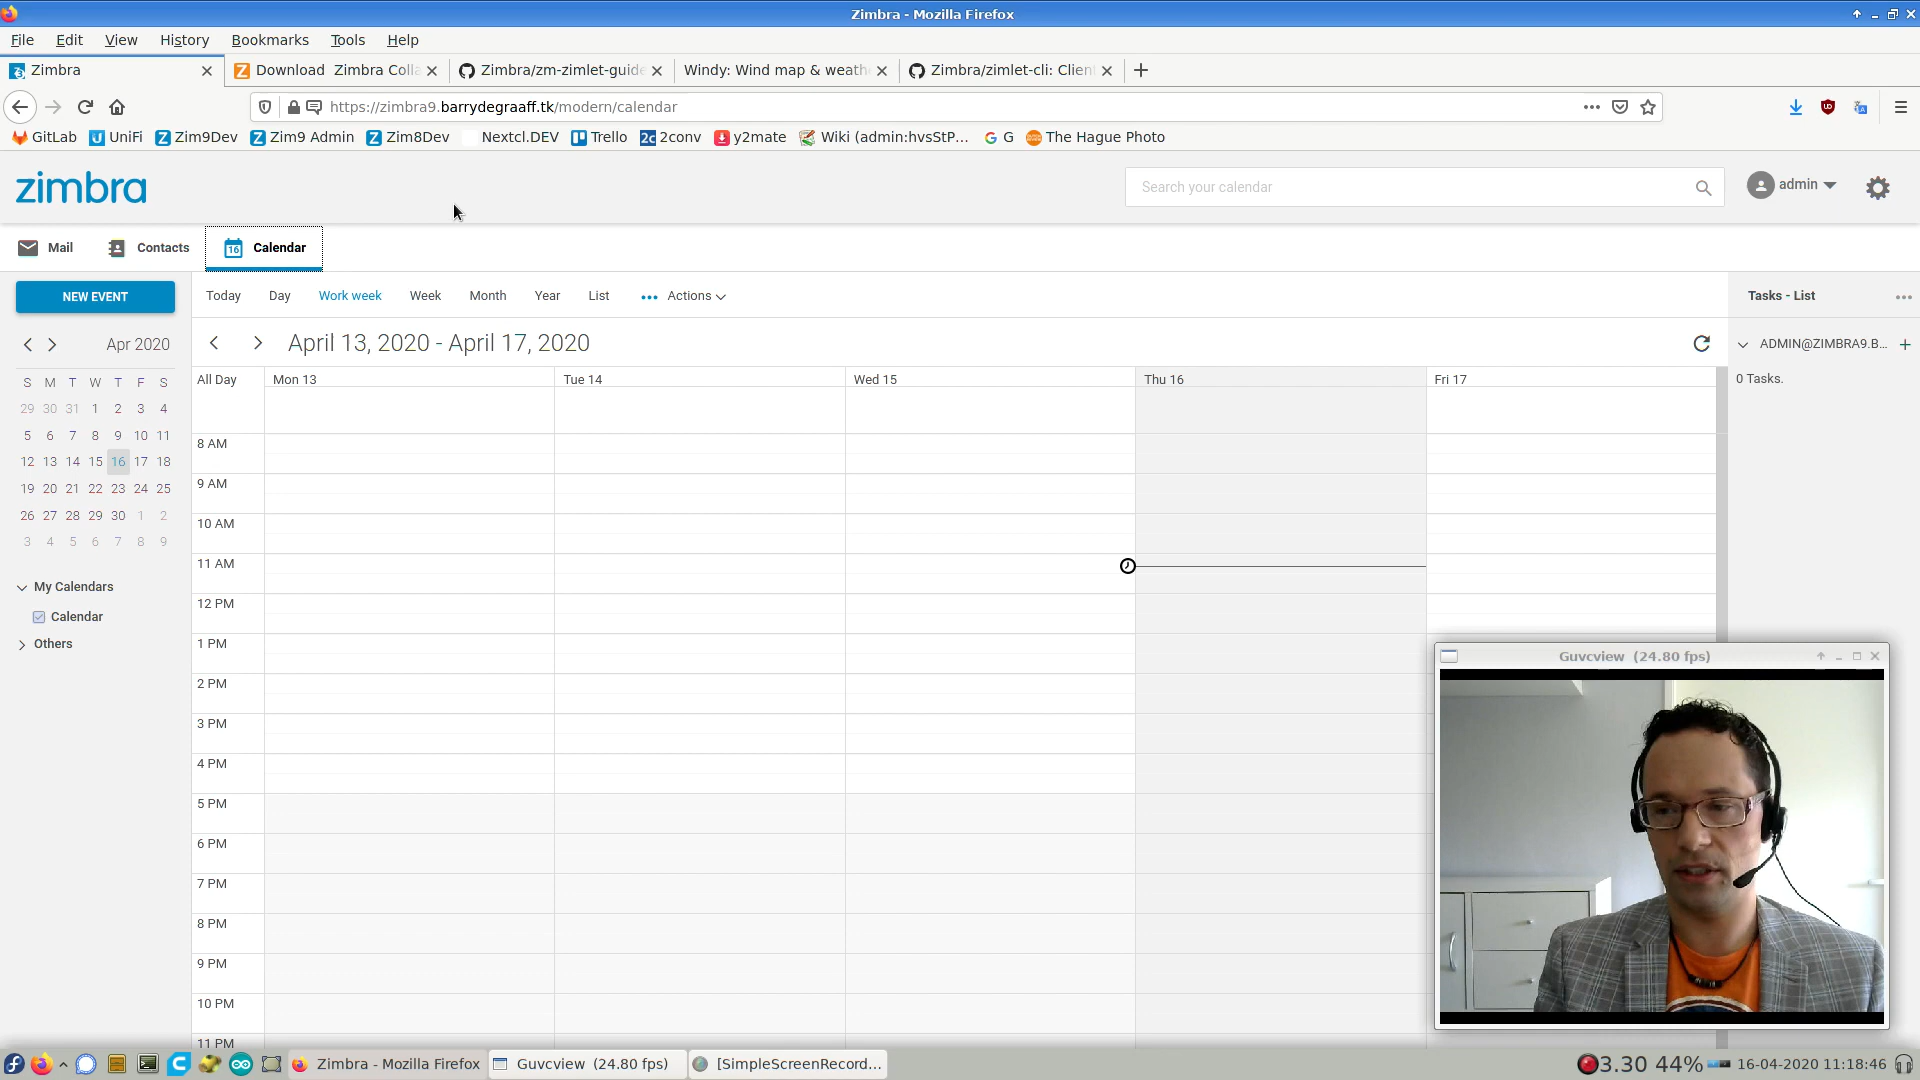 Zimbra - Mozilla Firefox
File Edit View History Bookmarks Tools Help
Zimbra Download Zimbra Colla Zimbra/zm-zimlet-guide Windy: Wind map & weath Zimbra/zimlet-cli: Clien
https://zimbra9.barrydegraaff.tk/modern/calendar
GitLab UniFi Zim9Dev Zim9 Admin Zim8Dev Nextcl.DEV Trello 2conv y2mate Wiki (admin:hvsStP... G The Hague Photo
zimbra Search your calendar admin
Mail Contacts 16 Calendar
NEW EVENT Today Day Work week Week Month Year List ••• Actions Tasks - List
Apr 2020 April 13, 2020 - April 17, 2020 ADMIN@ZIMBRA9.B... +
All Day Mon 13 Tue 14 Wed 15 Thu 16 Fri 17 0 Tasks.
S M T W T F S
29 30 31 1 2 3 4
5 6 7 8 9 10 11
12 13 14 15 16 17 18
19 20 21 22 23 24 25
26 27 28 29 30 1 2
3 4 5 6 7 8 9
My Calendars
Calendar
Others
8 AM
9 AM
10 AM
11 AM
12 PM
1 PM
2 PM
3 PM
4 PM
5 PM
6 PM
7 PM
8 PM
9 PM
10 PM
11 PM
Guvcview (24.80 fps)
Zimbra - Mozilla Firefox Guvcview (24.80 fps) [SimpleScreenRecord... 3.30 44% 16-04-2020 11:18:46